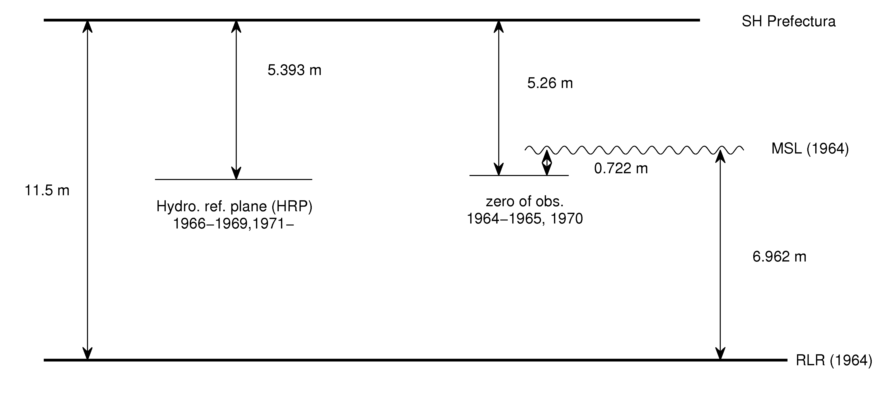 SH Prefectura
5.393 m
5.26 m
MSL (1964)
0.722 m
11.5 m
Hydro. ref. plane (HRP)
1966−1969,1971−
zero of obs.
1964−1965, 1970
6.962 m
RLR (1964)